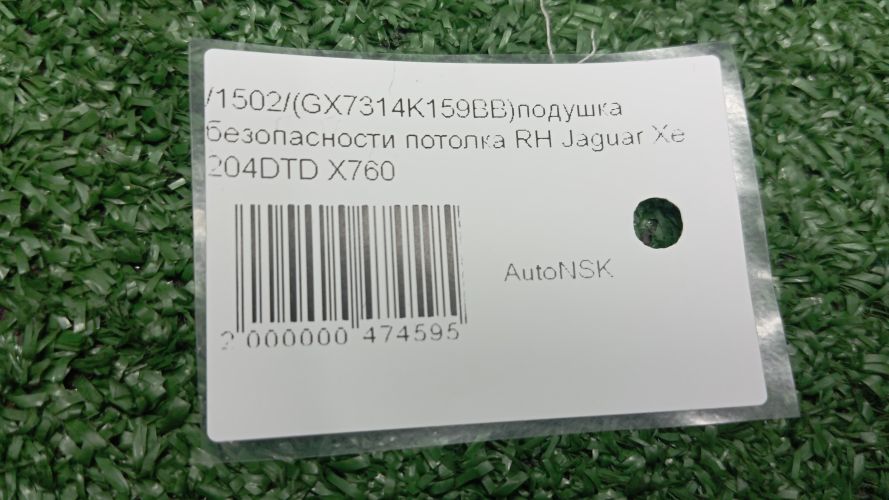 /1502/(GX7314K159BB)подушка
безопасности потолка RH Jaguar Xe
204DTD X760
AutoNSK
2 000000 474595